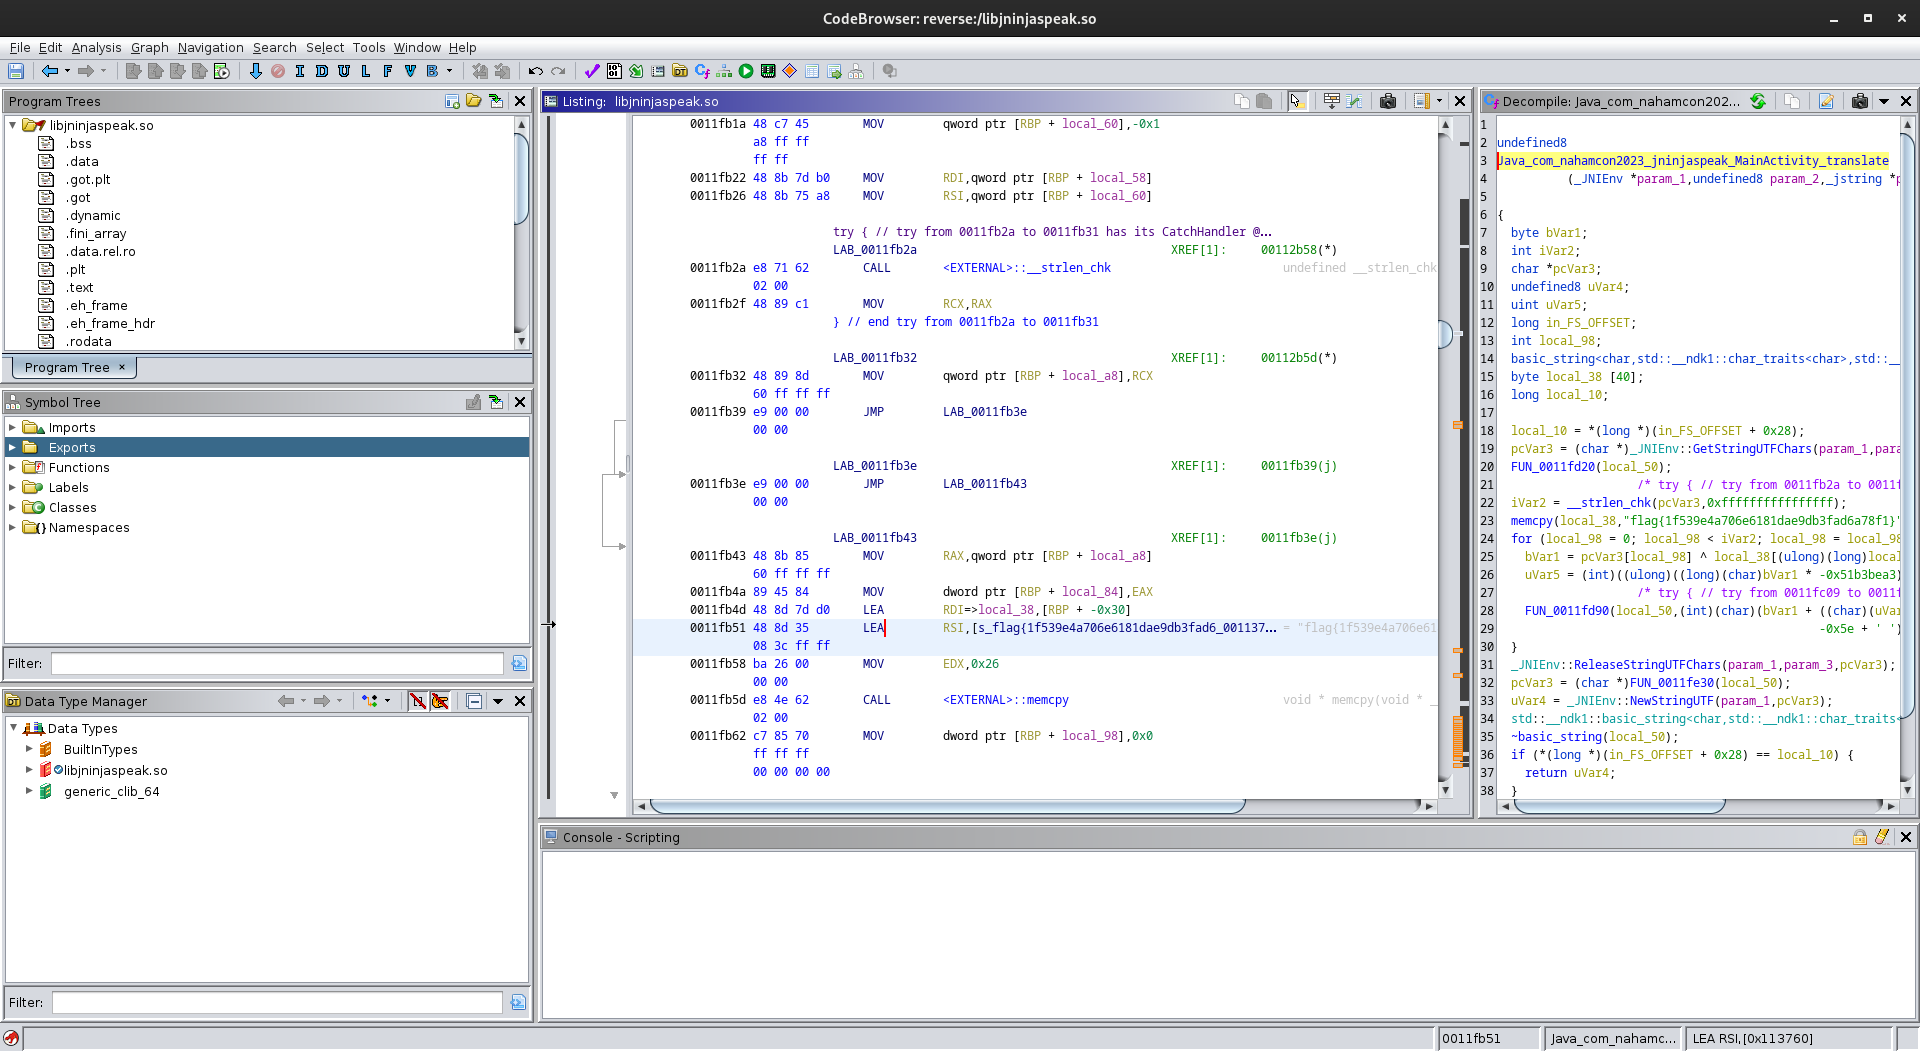 CodeBrowser: reverse:/libjninjaspeak.so
File Edit Analysis Graph Navigation Search Select Tools Window Help
I D U L F V B
Program Trees
libjninjaspeak.so
.bss
.data
.got.plt
.got
.dynamic
.fini_array
.data.rel.ro
.plt
.text
.eh_frame
.eh_frame_hdr
.rodata
Program Tree ×
Symbol Tree
Imports
Exports
Functions
Labels
Classes
Namespaces
Filter:
Data Type Manager
Data Types
BuiltInTypes
libjninjaspeak.so
generic_clib_64
Filter:
Listing: libjninjaspeak.so
0011fb1a 48 c7 45 MOV qword ptr [RBP + local_60],-0x1
a8 ff ff
ff ff
0011fb22 48 8b 7d b0 MOV RDI,qword ptr [RBP + local_58]
0011fb26 48 8b 75 a8 MOV RSI,qword ptr [RBP + local_60]
try { // try from 0011fb2a to 0011fb31 has its CatchHandler @...
LAB_0011fb2a XREF[1]: 00112b58(*)
0011fb2a e8 71 62 CALL <EXTERNAL>::__strlen_chk undefined __strlen_chk
02 00
0011fb2f 48 89 c1 MOV RCX,RAX
} // end try from 0011fb2a to 0011fb31
LAB_0011fb32 XREF[1]: 00112b5d(*)
0011fb32 48 89 8d MOV qword ptr [RBP + local_a8],RCX
60 ff ff ff
0011fb39 e9 00 00 JMP LAB_0011fb3e
00 00
LAB_0011fb3e XREF[1]: 0011fb39(j)
0011fb3e e9 00 00 JMP LAB_0011fb43
00 00
LAB_0011fb43 XREF[1]: 0011fb3e(j)
0011fb43 48 8b 85 MOV RAX,qword ptr [RBP + local_a8]
60 ff ff ff
0011fb4a 89 45 84 MOV dword ptr [RBP + local_84],EAX
0011fb4d 48 8d 7d d0 LEA RDI=>local_38,[RBP + -0x30]
0011fb51 48 8d 35 LEA RSI,[s_flag{1f539e4a706e6181dae9db3fad6_001137... = "flag{1f539e4a706e61
08 3c ff ff
0011fb58 ba 26 00 MOV EDX,0x26
00 00
0011fb5d e8 4e 62 CALL <EXTERNAL>::memcpy void * memcpy(void * _
02 00
0011fb62 c7 85 70 MOV dword ptr [RBP + local_98],0x0
ff ff ff
00 00 00 00
Decompile: Java_com_nahamcon202...
1
2 undefined8
3 Java_com_nahamcon2023_jninjaspeak_MainActivity_translate
4 (_JNIEnv *param_1,undefined8 param_2,_jstring *p
5
6 {
7 byte bVar1;
8 int iVar2;
9 char *pcVar3;
10 undefined8 uVar4;
11 uint uVar5;
12 long in_FS_OFFSET;
13 int local_98;
14 basic_string<char,std::__ndk1::char_traits<char>,std::__
15 byte local_38 [40];
16 long local_10;
17
18 local_10 = *(long *)(in_FS_OFFSET + 0x28);
19 pcVar3 = (char *)_JNIEnv::GetStringUTFChars(param_1,para
20 FUN_0011fd20(local_50);
21 /* try { // try from 0011fb2a to 0011f
22 iVar2 = __strlen_chk(pcVar3,0xffffffffffffffff);
23 memcpy(local_38,"flag{1f539e4a706e6181dae9db3fad6a78f1}"
24 for (local_98 = 0; local_98 < iVar2; local_98 = local_98
25 bVar1 = pcVar3[local_98] ^ local_38[(ulong)(long)local
26 uVar5 = (int)((ulong)((long)(char)bVar1 * -0x51b3bea3)
27 /* try { // try from 0011fc09 to 0011f
28 FUN_0011fd90(local_50,(int)(char)(bVar1 + ((char)(uVar
29 -0x5e + ' ')
30 }
31 _JNIEnv::ReleaseStringUTFChars(param_1,param_3,pcVar3);
32 pcVar3 = (char *)FUN_0011fe30(local_50);
33 uVar4 = _JNIEnv::NewStringUTF(param_1,pcVar3);
34 std::__ndk1::basic_string<char,std::__ndk1::char_traits<
35 ~basic_string(local_50);
36 if (*(long *)(in_FS_OFFSET + 0x28) == local_10) {
37 return uVar4;
38 }
Console - Scripting
0011fb51 Java_com_nahamc... LEA RSI,[0x113760]